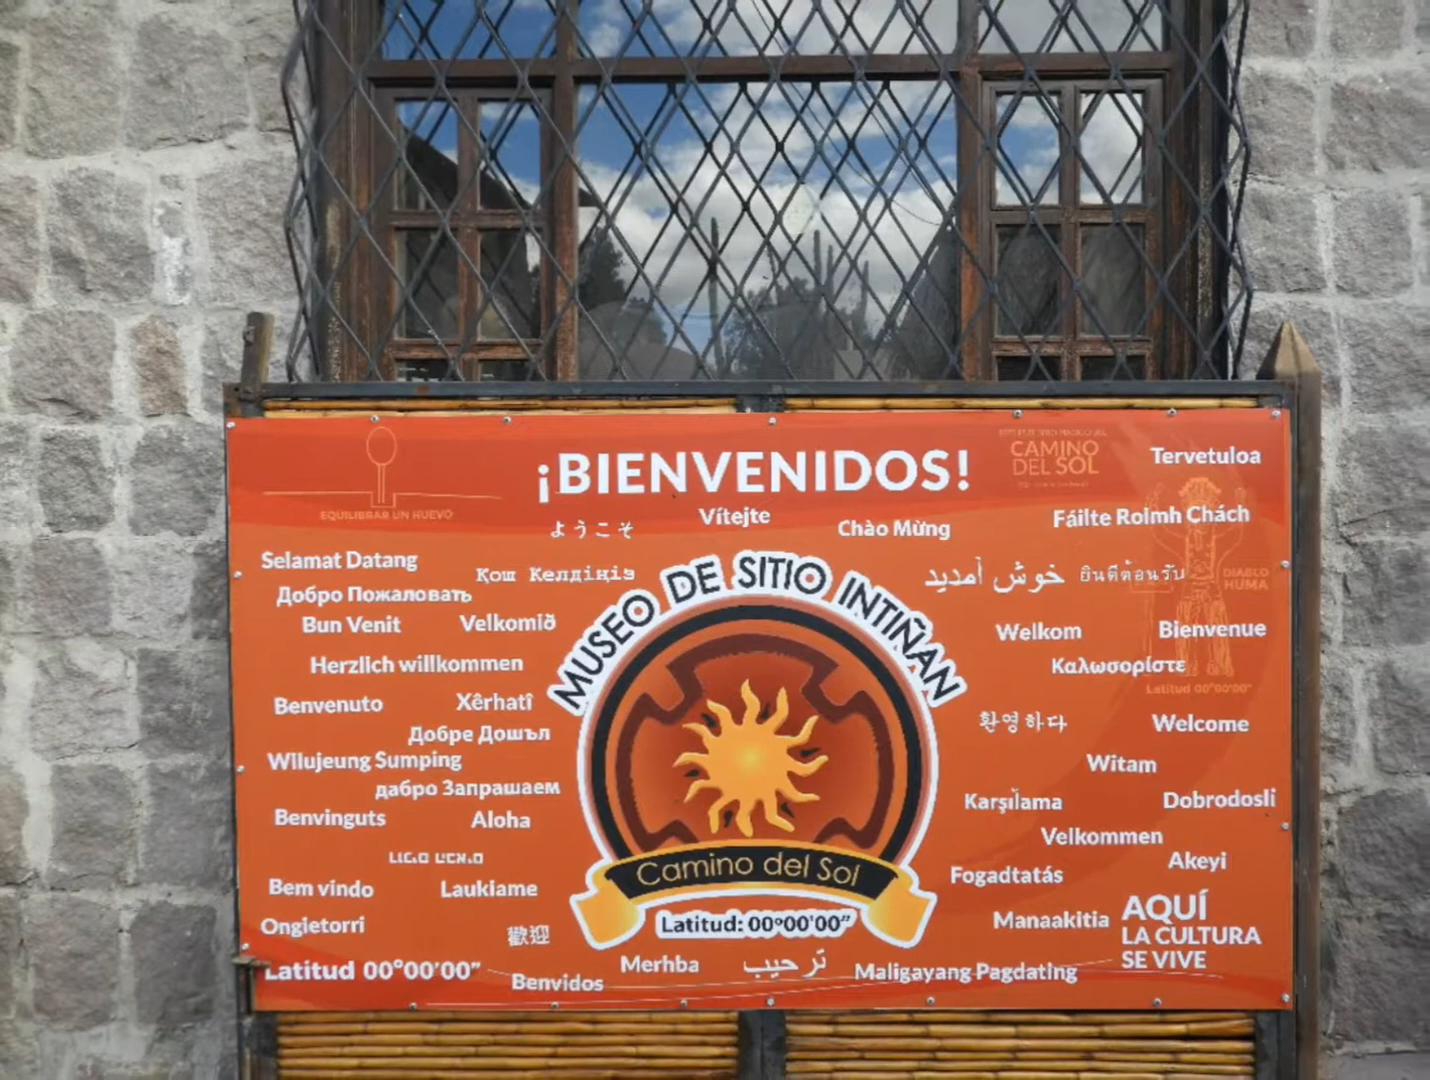 ¡BIENVENIDOS!
EQUILIBRAR UN HUEVO
CAMINO
DEL SOL
Tervetuloa
ようこそ
Vítejte
Chào Mừng
Fáilte Roimh Chách
Selamat Datang
Қош Келдіңіз
خوش آمدید
ยินดีต้อนรับ
DIABLO
HUMA
Добро Пожаловать
Bun Venit
Velkomið
Welkom
Bienvenue
Herzlich willkommen
Καλωσορίστε
Latitud 00°00'00"
MUSEO DE SITIO INTIÑAN
Benvenuto
Xêrhatî
환영하다
Welcome
Добре Дошъл
Wilujeung Sumping
Witam
дабро Запрашаем
Karşılama
Dobrodosli
Benvinguts
Aloha
Velkommen
Akeyi
Camino del Sol
Fogadtatás
Bem vindo
Laukiame
Latitud: 00°00'00"
Manaakitia
AQUÍ
LA CULTURA
SE VIVE
Ongietorri
歡迎
Latitud 00°00'00"
Benvidos
Merhba
ترحيب
Maligayang Pagdating